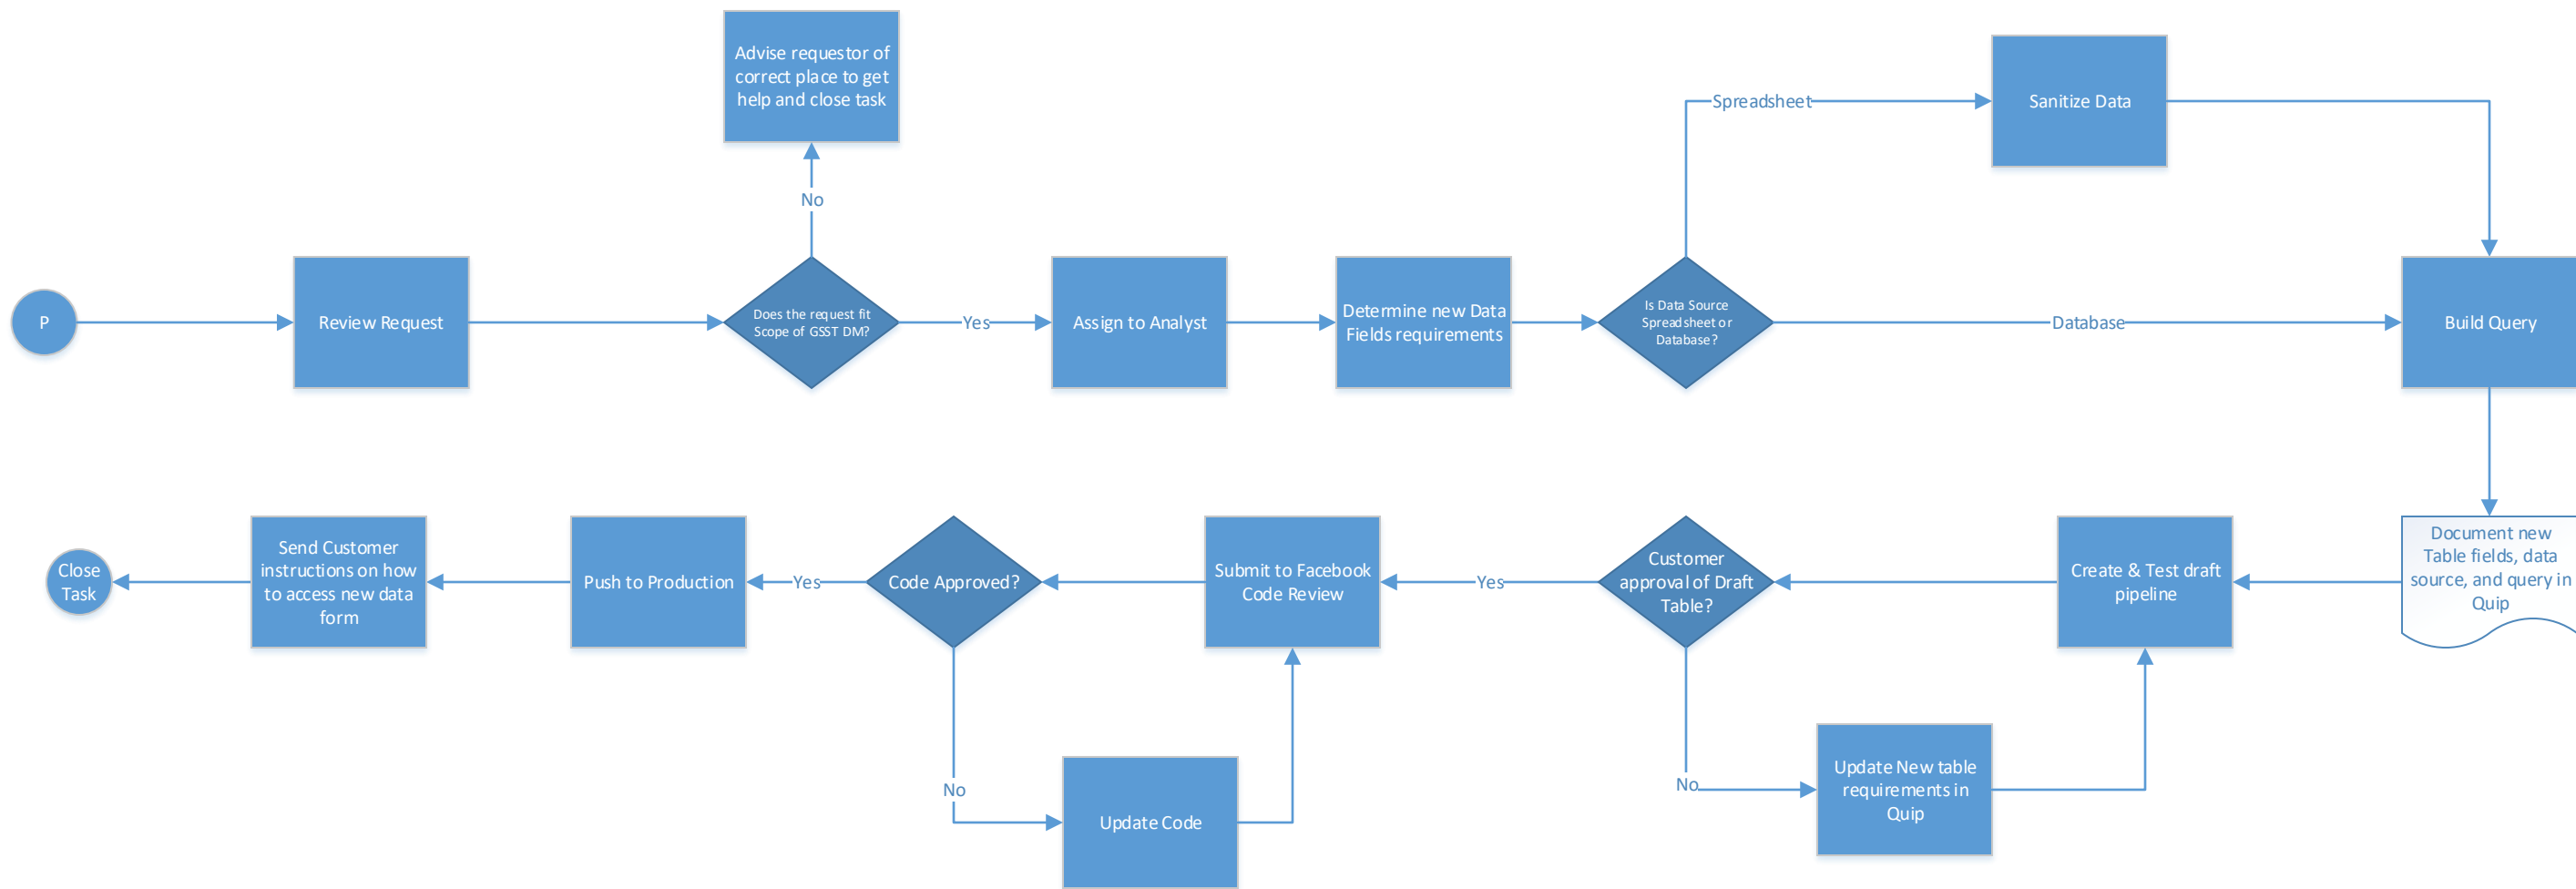 Advise requestor of
correct place to get
help and close task
No
Spreadsheet
Sanitize Data
P
Review Request
Does the request fit
Scope of GSST DM?
Yes
Assign to Analyst
Determine new Data
Fields requirements
Is Data Source
Spreadsheet or
Database?
Database
Build Query
Close
Task
Send Customer
instructions on how
to access new data
form
Push to Production
Yes
Code Approved?
Submit to Facebook
Code Review
Yes
Customer
approval of Draft
Table?
Create & Test draft
pipeline
Document new
Table fields, data
source, and query in
Quip
No
Update Code
No
Update New table
requirements in
Quip